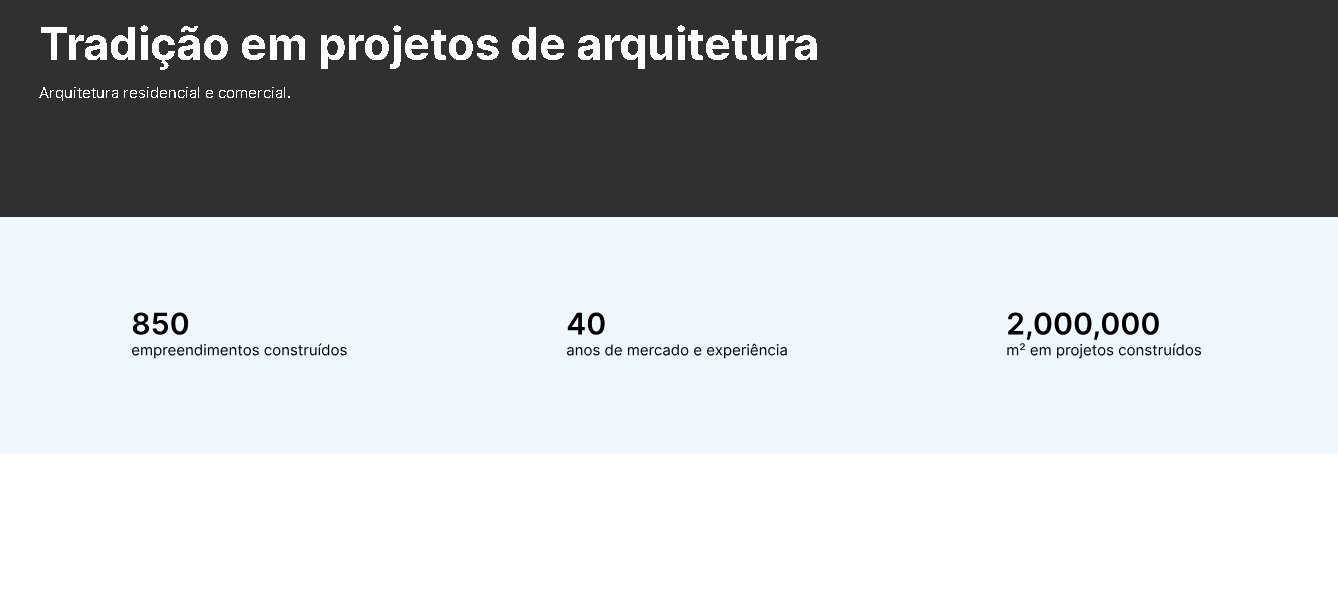 Tradição em projetos de arquitetura
Arquitetura residencial e comercial.
850
empreendimentos construídos
40
anos de mercado e experiência
2,000,000
m² em projetos construídos